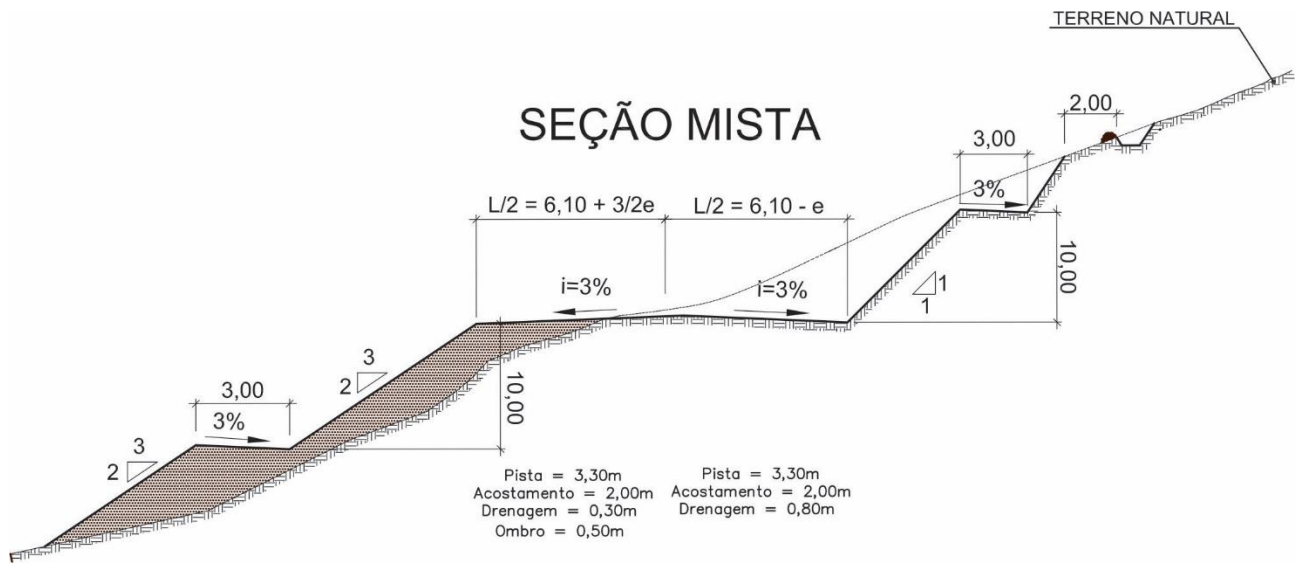 TERRENO NATURAL
SEÇÃO MISTA
2,00
3,00
3%
L/2 = 6,10 + 3/2e
L/2 = 6,10 - e
10,00
i=3%
i=3%
1
1
3
2
3,00
3%
10,00
3
2
Pista = 3,30m
Acostamento = 2,00m
Drenagem = 0,30m
Ombro = 0,50m
Pista = 3,30m
Acostamento = 2,00m
Drenagem = 0,80m